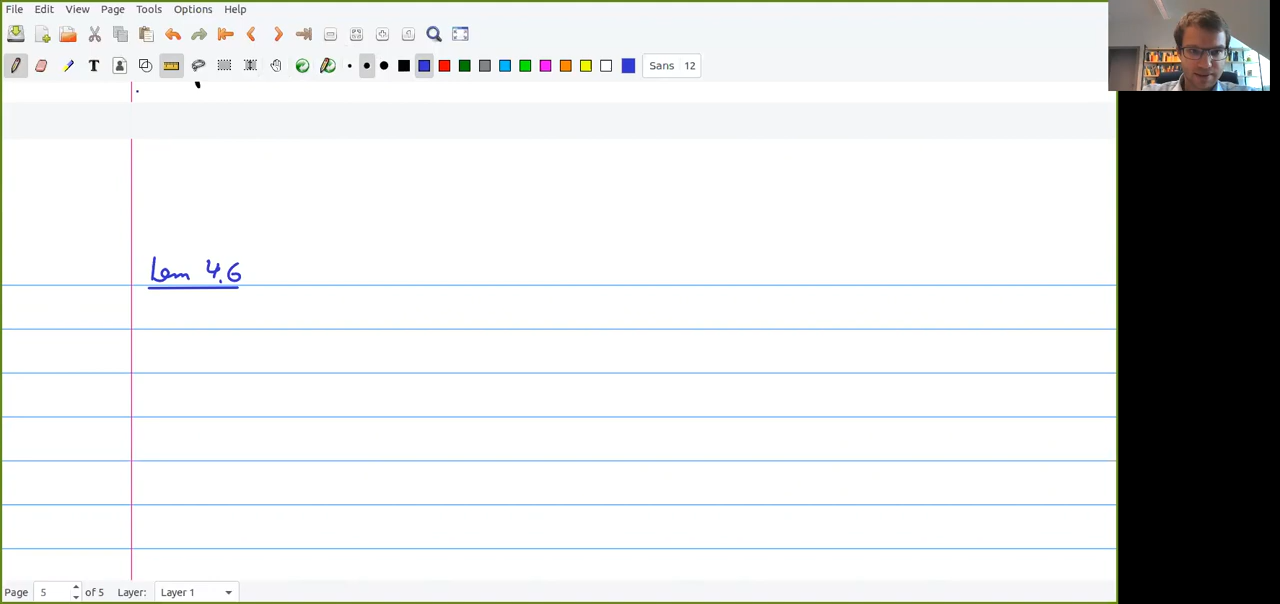 File Edit View Page Tools Options Help
Sans 12
Lem 4.6
Page 5 of 5 Layer: Layer 1